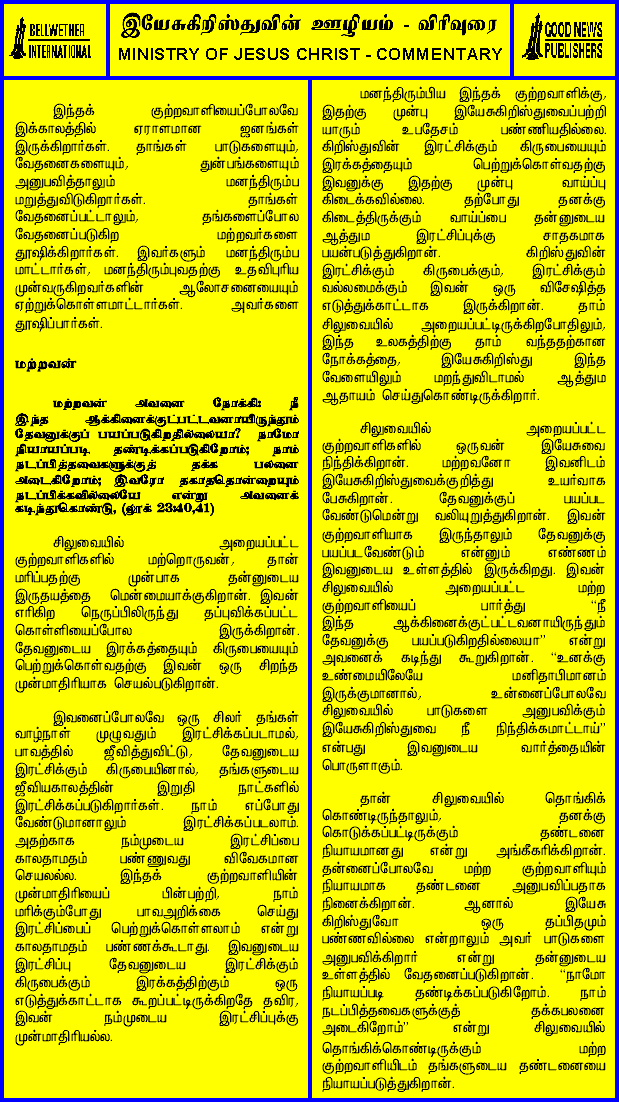 BELLWETHER
INTERNATIONAL
இயேசுகிறிஸ்துவின் ஊழியம் - விரிவுரை
MINISTRY OF JESUS CHRIST - COMMENTARY
GOOD NEWS
PUBLISHERS
இந்தக் குற்றவாளியைப்போலவே
இக்காலத்தில் ஏராளமான ஜனங்கள்
இருக்கிறார்கள். தாங்கள் பாடுகளையும்,
வேதனைகளையும், துன்பங்களையும்
அனுபவித்தாலும் மனந்திரும்ப
மறுத்துவிடுகிறார்கள். தாங்கள்
வேதனைப்பட்டாலும், தங்களைப்போல
வேதனைப்படுகிற மற்றவர்களை
தூஷிக்கிறார்கள். இவர்களும் மனந்திரும்ப
மாட்டார்கள், மனந்திரும்புவதற்கு உதவிபுரிய
முன்வருகிறவர்களின் ஆலோசனையையும்
ஏற்றுக்கொள்ளமாட்டார்கள். அவர்களை
தூஷிப்பார்கள்.
மற்றவன்
மற்றவன் அவனை நோக்கி: நீ
இந்த ஆக்கினைக்குட்பட்டவனாயிருந்தும்
தேவனுக்குப் பயப்படுகிறதில்லையா? நாமோ
நியாயப்படி தண்டிக்கப்படுகிறோம்; நாம்
நடப்பித்தவைகளுக்குத் தக்க பலனை
அடைகிறோம்; இவரோ தகாததொன்றையும்
நடப்பிக்கவில்லையே என்று அவனைக்
கடிந்துகொண்டு, (லூக் 23:40,41)
சிலுவையில் அறையப்பட்ட
குற்றவாளிகளில் மற்றொருவன், தான்
மரிப்பதற்கு முன்பாக தன்னுடைய
இருதயத்தை மென்மையாக்குகிறான். இவன்
எரிகிற நெருப்பிலிருந்து தப்புவிக்கப்பட்ட
கொள்ளியைப்போல இருக்கிறான்.
தேவனுடைய இரக்கத்தையும் கிருபையையும்
பெற்றுக்கொள்வதற்கு இவன் ஒரு சிறந்த
முன்மாதிரியாக செயல்படுகிறான்.
இவனைப்போலவே ஒரு சிலர் தங்கள்
வாழ்நாள் முழுவதும் இரட்சிக்கப்படாமல்,
பாவத்தில் ஜீவித்துவிட்டு, தேவனுடைய
இரட்சிக்கும் கிருபையினால், தங்களுடைய
ஜீவியகாலத்தின் இறுதி நாட்களில்
இரட்சிக்கப்படுகிறார்கள். நாம் எப்போது
வேண்டுமானாலும் இரட்சிக்கப்படலாம்.
அதற்காக நம்முடைய இரட்சிப்பை
காலதாமதம் பண்ணுவது விவேகமான
செயலல்ல. இந்தக் குற்றவாளியின்
முன்மாதிரியைப் பின்பற்றி, நாம்
மரிக்கும்போது பாவஅறிக்கை செய்து
இரட்சிப்பைப் பெற்றுக்கொள்ளலாம் என்று
காலதாமதம் பண்ணக்கூடாது. இவனுடைய
இரட்சிப்பு தேவனுடைய இரட்சிக்கும்
கிருபைக்கும் இரக்கத்திற்கும் ஒரு
எடுத்துக்காட்டாக கூறப்பட்டிருக்கிறதே தவிர,
இவன் நம்முடைய இரட்சிப்புக்கு
முன்மாதிரியல்ல.
மனந்திரும்பிய இந்தக் குற்றவாளிக்கு,
இதற்கு முன்பு இயேசுகிறிஸ்துவைப்பற்றி
யாரும் உபதேசம் பண்ணியதில்லை.
கிறிஸ்துவின் இரட்சிக்கும் கிருபையையும்
இரக்கத்தையும் பெற்றுக்கொள்வதற்கு
இவனுக்கு இதற்கு முன்பு வாய்ப்பு
கிடைக்கவில்லை. தற்போது தனக்கு
கிடைத்திருக்கும் வாய்ப்பை தன்னுடைய
ஆத்தும இரட்சிப்புக்கு சாதகமாக
பயன்படுத்துகிறான். கிறிஸ்துவின்
இரட்சிக்கும் கிருபைக்கும், இரட்சிக்கும்
வல்லமைக்கும் இவன் ஒரு விசேஷித்த
எடுத்துக்காட்டாக இருக்கிறான். தாம்
சிலுவையில் அறையப்பட்டிருக்கிறபோதிலும்,
இந்த உலகத்திற்கு தாம் வந்ததற்கான
நோக்கத்தை, இயேசுகிறிஸ்து இந்த
வேளையிலும் மறந்துவிடாமல் ஆத்தும
ஆதாயம் செய்துகொண்டிருக்கிறார்.
சிலுவையில் அறையப்பட்ட
குற்றவாளிகளில் ஒருவன் இயேசுவை
நிந்திக்கிறான். மற்றவனோ இவனிடம்
இயேசுகிறிஸ்துவைக்குறித்து உயர்வாக
பேசுகிறான். தேவனுக்குப் பயப்பட
வேண்டுமென்று வலியுறுத்துகிறான். இவன்
குற்றவாளியாக இருந்தாலும் தேவனுக்கு
பயப்படவேண்டும் என்னும் எண்ணம்
இவனுடைய உள்ளத்தில் இருக்கிறது. இவன்
சிலுவையில் அறையப்பட்ட மற்ற
குற்றவாளியைப் பார்த்து “நீ
இந்த ஆக்கினைக்குட்பட்டவனாயிருந்தும்
தேவனுக்கு பயப்படுகிறதில்லையா” என்று
அவனைக் கடிந்து கூறுகிறான். “உனக்கு
உண்மையிலேயே மனிதாபிமானம்
இருக்குமானால், உன்னைப்போலவே
சிலுவையில் பாடுகளை அனுபவிக்கும்
இயேசுகிறிஸ்துவை நீ நிந்திக்கமாட்டாய்”
என்பது இவனுடைய வார்த்தையின்
பொருளாகும்.
தான் சிலுவையில் தொங்கிக்
கொண்டிருந்தாலும், தனக்கு
கொடுக்கப்பட்டிருக்கும் தண்டனை
நியாயமானது என்று அங்கீகரிக்கிறான்.
தன்னைப்போலவே மற்ற குற்றவாளியும்
நியாயமாக தண்டனை அனுபவிப்பதாக
நினைக்கிறான். ஆனால் இயேசு
கிறிஸ்துவோ ஒரு தப்பிதமும்
பண்ணவில்லை என்றாலும் அவர் பாடுகளை
அனுபவிக்கிறார் என்று தன்னுடைய
உள்ளத்தில் வேதனைப்படுகிறான். “நாமோ
நியாயப்படி தண்டிக்கப்படுகிறோம். நாம்
நடப்பித்தவைகளுக்குத் தக்கபலனை
அடைகிறோம்” என்று சிலுவையில்
தொங்கிக்கொண்டிருக்கும் மற்ற
குற்றவாளியிடம் தங்களுடைய தண்டனையை
நியாயப்படுத்துகிறான்.